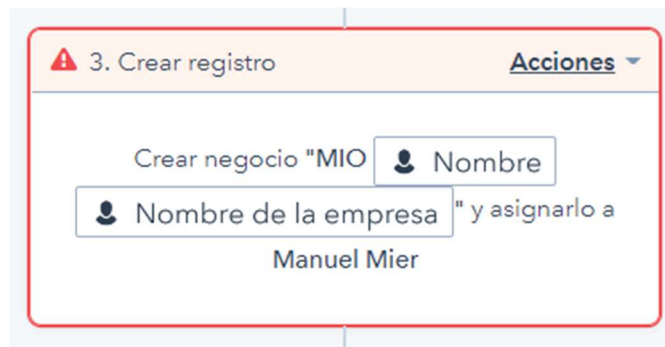 3. Crear registro Acciones
Crear negocio "MIO Nombre
Nombre de la empresa " y asignarlo a
Manuel Mier